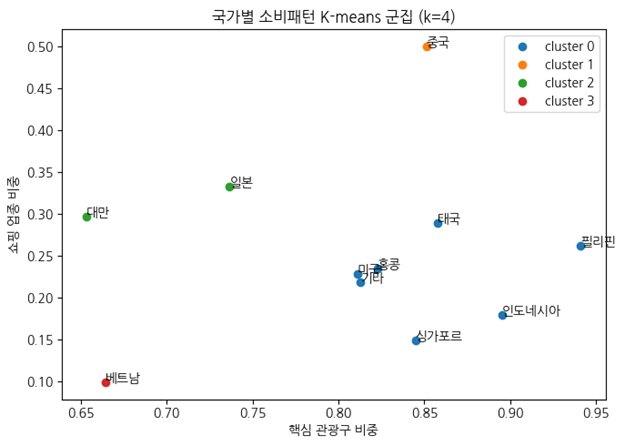 국가별 소비패턴 K-means 군집 (k=4)
중국
cluster 0
cluster 1
cluster 2
cluster 3
일본
대만
태국
필리핀
홍콩
미국
기타
인도네시아
싱가포르
베트남
쇼핑 업종 비중
0.50
0.45
0.40
0.35
0.30
0.25
0.20
0.15
0.10
0.65
0.70
0.75
0.80
0.85
0.90
0.95
핵심 관광구 비중